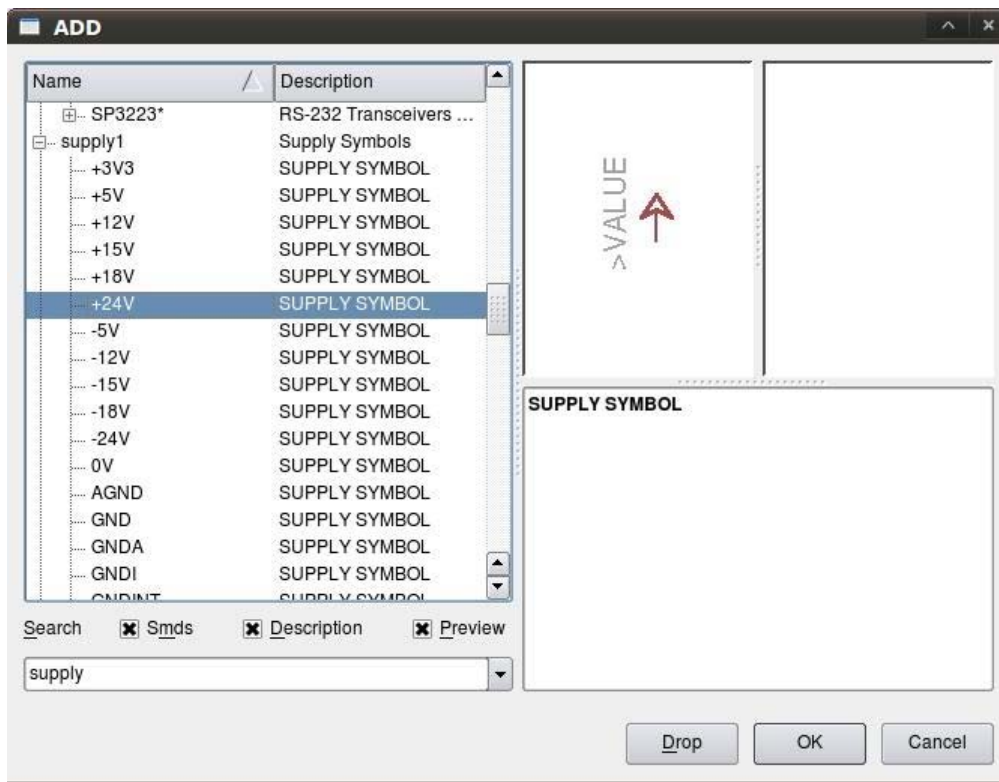 ADD
Name Description
SP3223* RS-232 Transceivers ...
supply1 Supply Symbols
+3V3 SUPPLY SYMBOL
+5V SUPPLY SYMBOL
+12V SUPPLY SYMBOL
+15V SUPPLY SYMBOL
+18V SUPPLY SYMBOL
+24V SUPPLY SYMBOL
-5V SUPPLY SYMBOL
-12V SUPPLY SYMBOL
-15V SUPPLY SYMBOL
-18V SUPPLY SYMBOL
-24V SUPPLY SYMBOL
0V SUPPLY SYMBOL
AGND SUPPLY SYMBOL
GND SUPPLY SYMBOL
GNDA SUPPLY SYMBOL
GNDI SUPPLY SYMBOL
GNDINT SUPPLY SYMBOL
Search Smds Description Preview
supply
>VALUE
SUPPLY SYMBOL
Drop OK Cancel